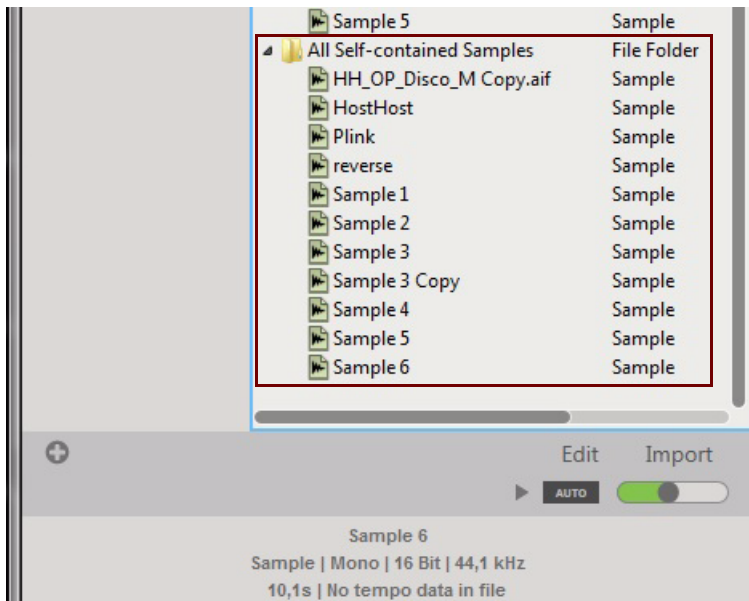 Sample 5 Sample
All Self-contained Samples File Folder
HH_OP_Disco_M Copy.aif Sample
HostHost Sample
Plink Sample
reverse Sample
Sample 1 Sample
Sample 2 Sample
Sample 3 Sample
Sample 3 Copy Sample
Sample 4 Sample
Sample 5 Sample
Sample 6 Sample
Edit Import
AUTO
Sample 6
Sample | Mono | 16 Bit | 44,1 kHz
10,1s | No tempo data in file